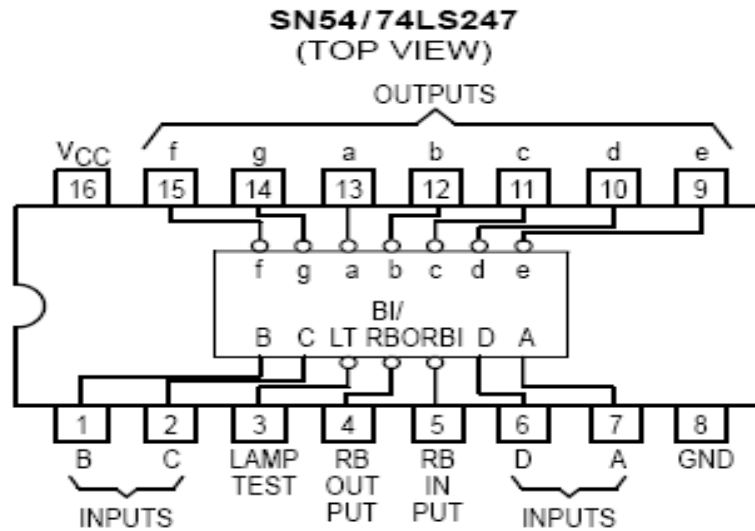 SN54/74LS247
(TOP VIEW)
OUTPUTS
VCC f g a b c d e
16 15 14 13 12 11 10 9
f g a b c d e
BI/
B C LT RBO RBI D A
1 2 3 4 5 6 7 8
B C LAMP RB RB D A GND
TEST OUT IN
PUT PUT
INPUTS INPUTS